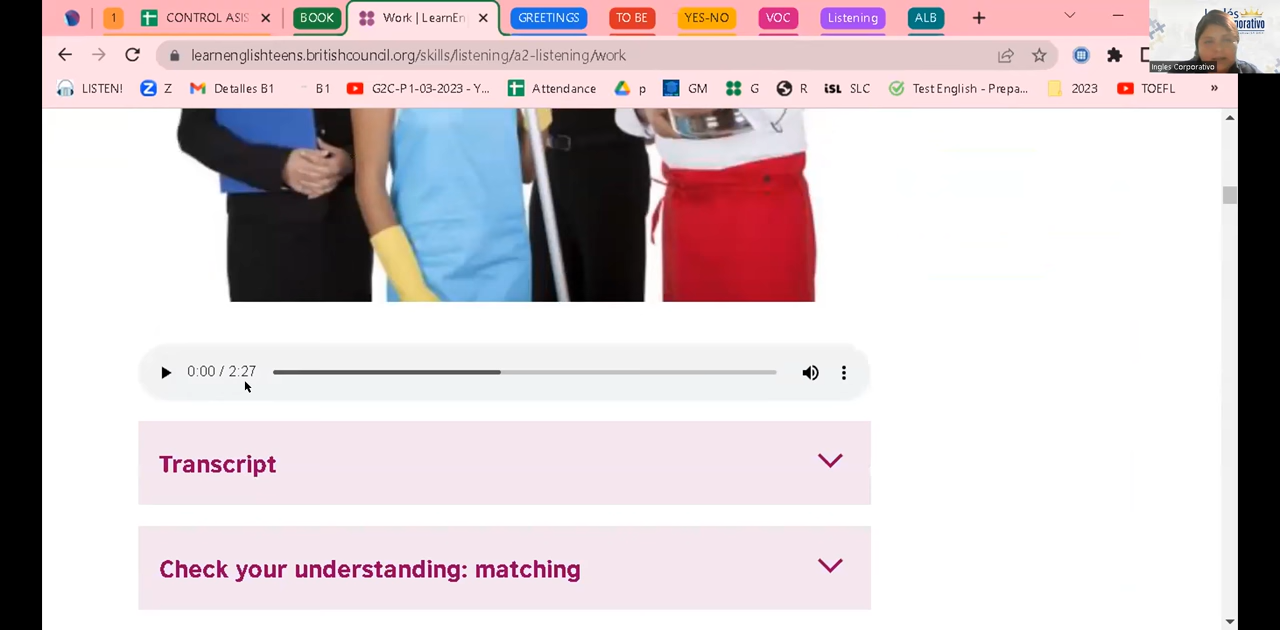 1
CONTROL ASIS
BOOK
Work | LearnEn
GREETINGS
TO BE
YES-NO
VOC
Listening
ALB
learnenglishteens.britishcouncil.org/skills/listening/a2-listening/work
LISTEN!
Z
Detalles B1
B1
G2C-P1-03-2023 - Y...
Attendance
p
GM
G
R
iSL
SLC
Test English - Prepa...
2023
TOEFL
»
Ingles Corporativo
0:00 / 2:27
Transcript
Check your understanding: matching